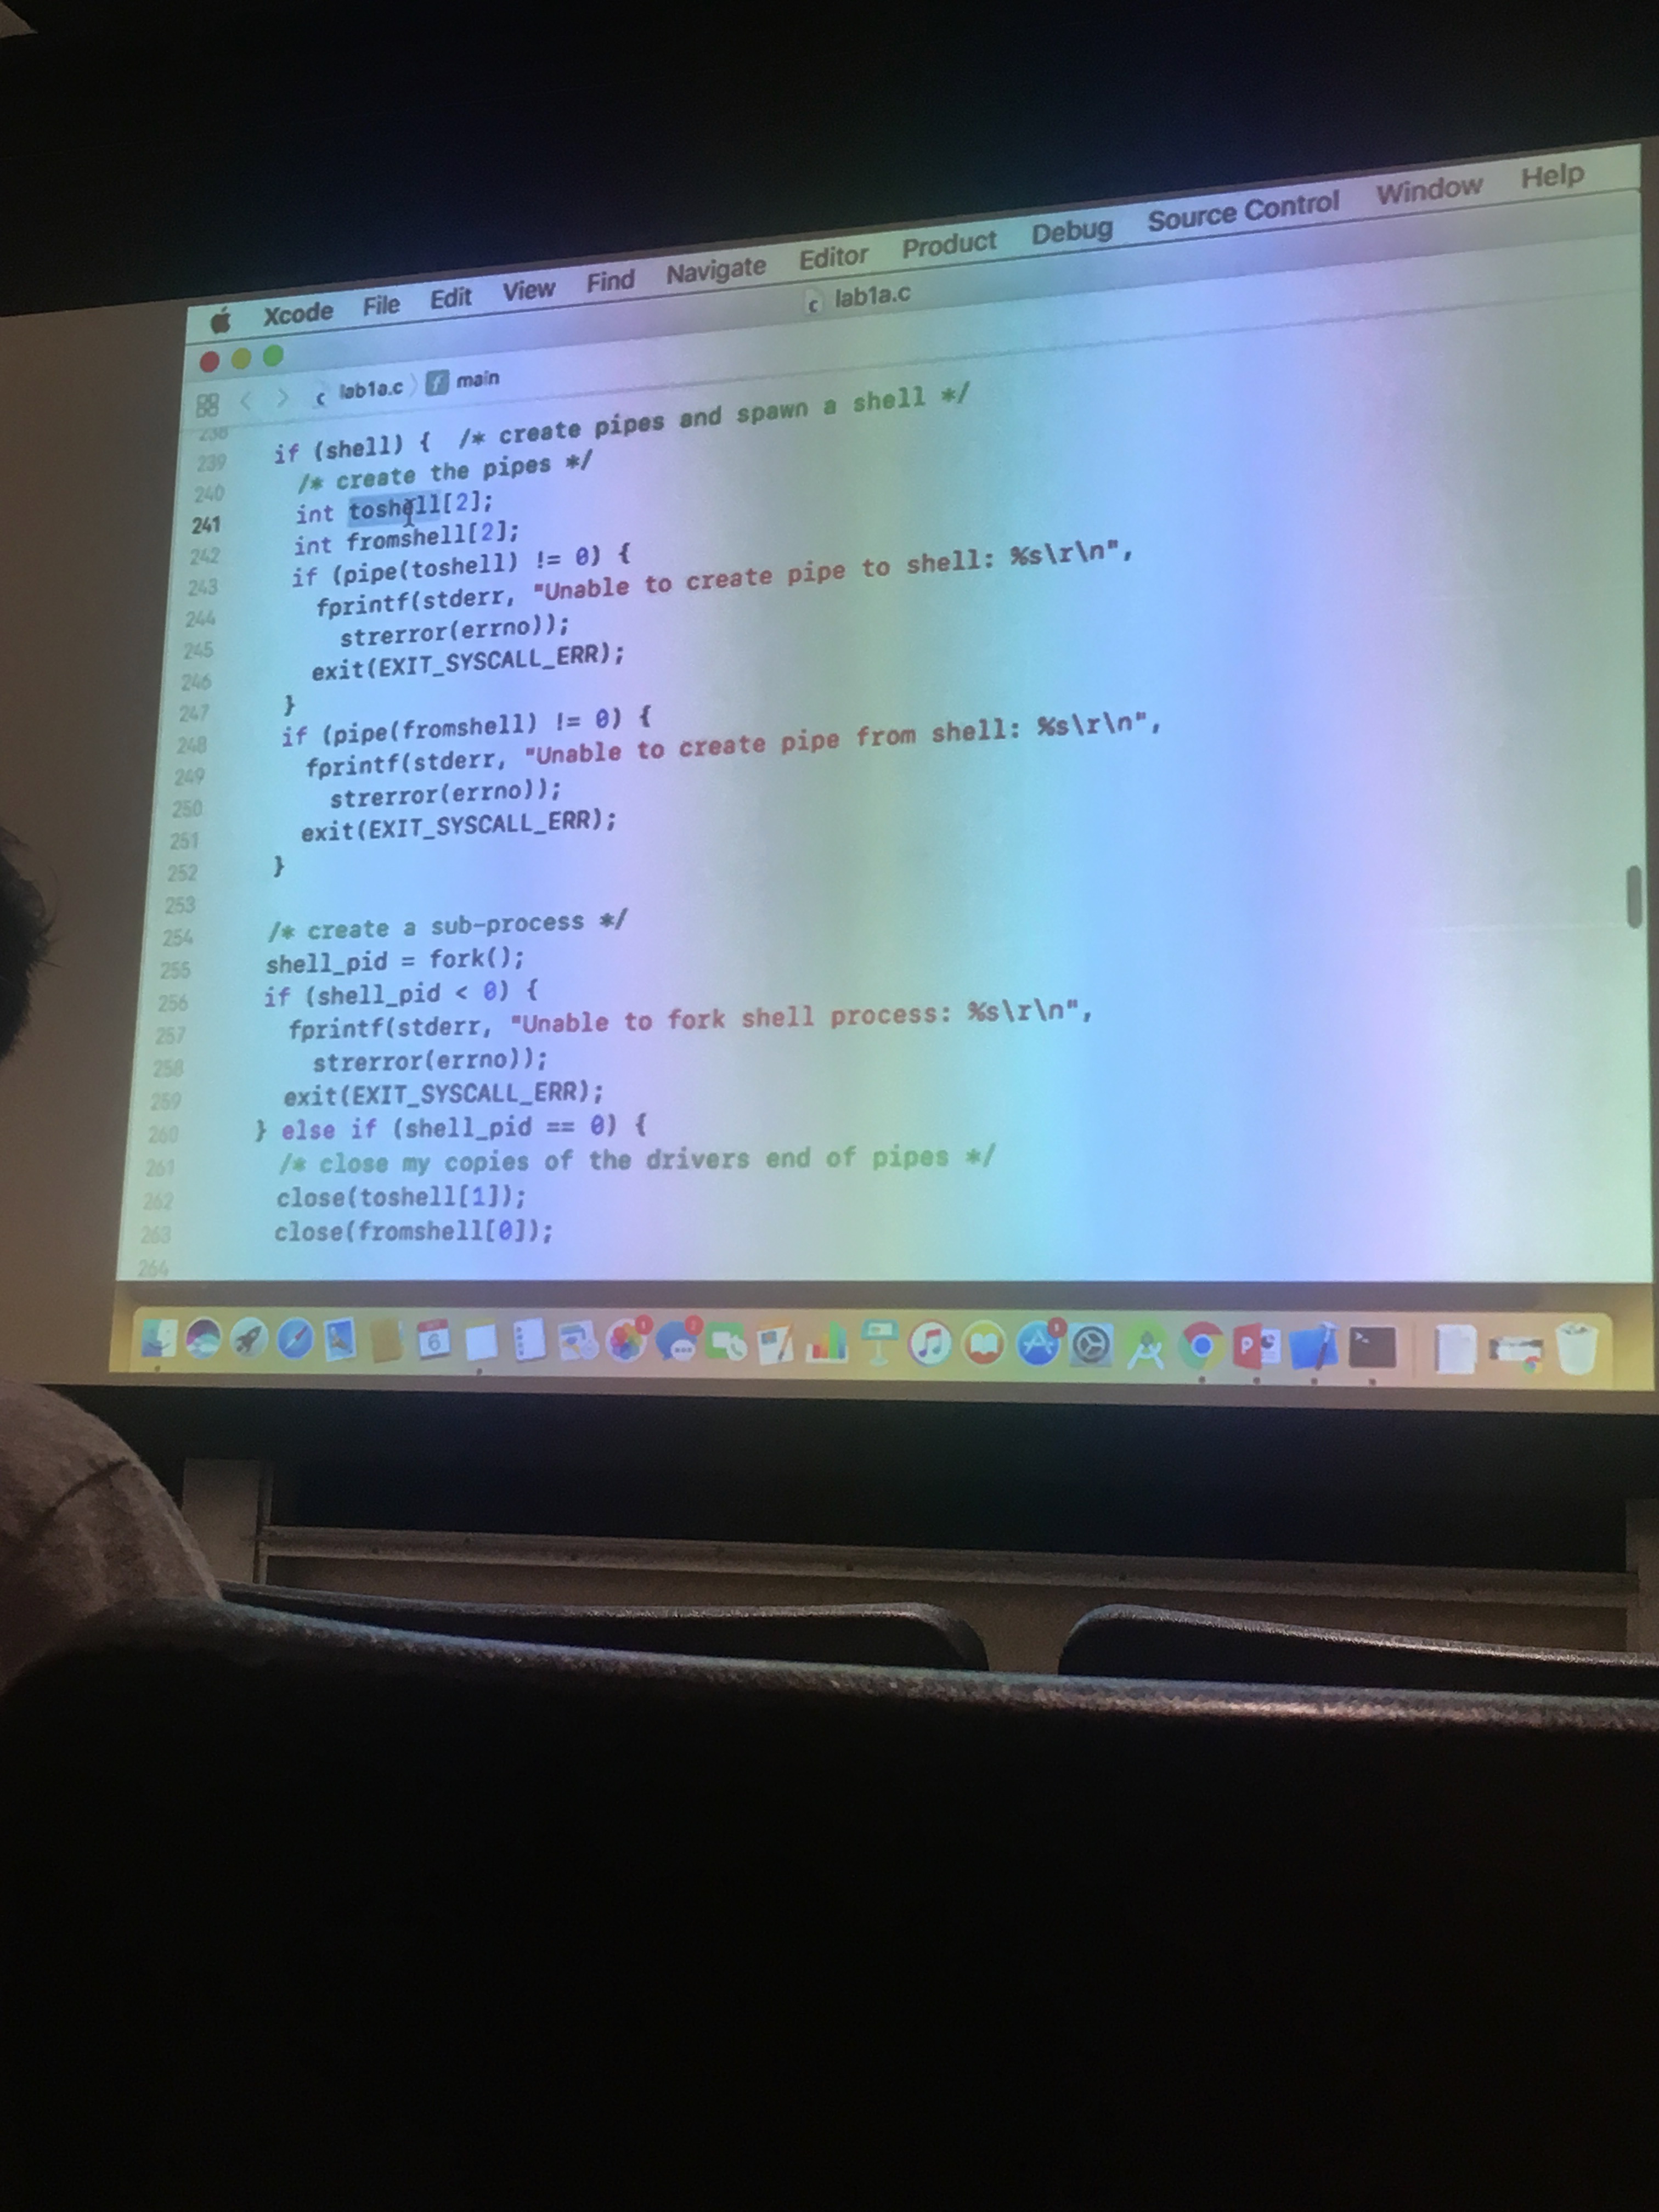 Xcode File Edit View Find Navigate Editor Product Debug Source Control Window Help
c lab1a.c
c lab1a.c f main
238
239 if (shell) { /* create pipes and spawn a shell */
240 /* create the pipes */
241 int toshell[2];
242 int fromshell[2];
243 if (pipe(toshell) != 0) {
244 fprintf(stderr, "Unable to create pipe to shell: %s\r\n",
245 strerror(errno));
246 exit(EXIT_SYSCALL_ERR);
247 }
248 if (pipe(fromshell) != 0) {
249 fprintf(stderr, "Unable to create pipe from shell: %s\r\n",
250 strerror(errno));
251 exit(EXIT_SYSCALL_ERR);
252 }
253
254 /* create a sub-process */
255 shell_pid = fork();
256 if (shell_pid < 0) {
257 fprintf(stderr, "Unable to fork shell process: %s\r\n",
258 strerror(errno));
259 exit(EXIT_SYSCALL_ERR);
260 } else if (shell_pid == 0) {
261 /* close my copies of the drivers end of pipes */
262 close(toshell[1]);
263 close(fromshell[0]);
264
6